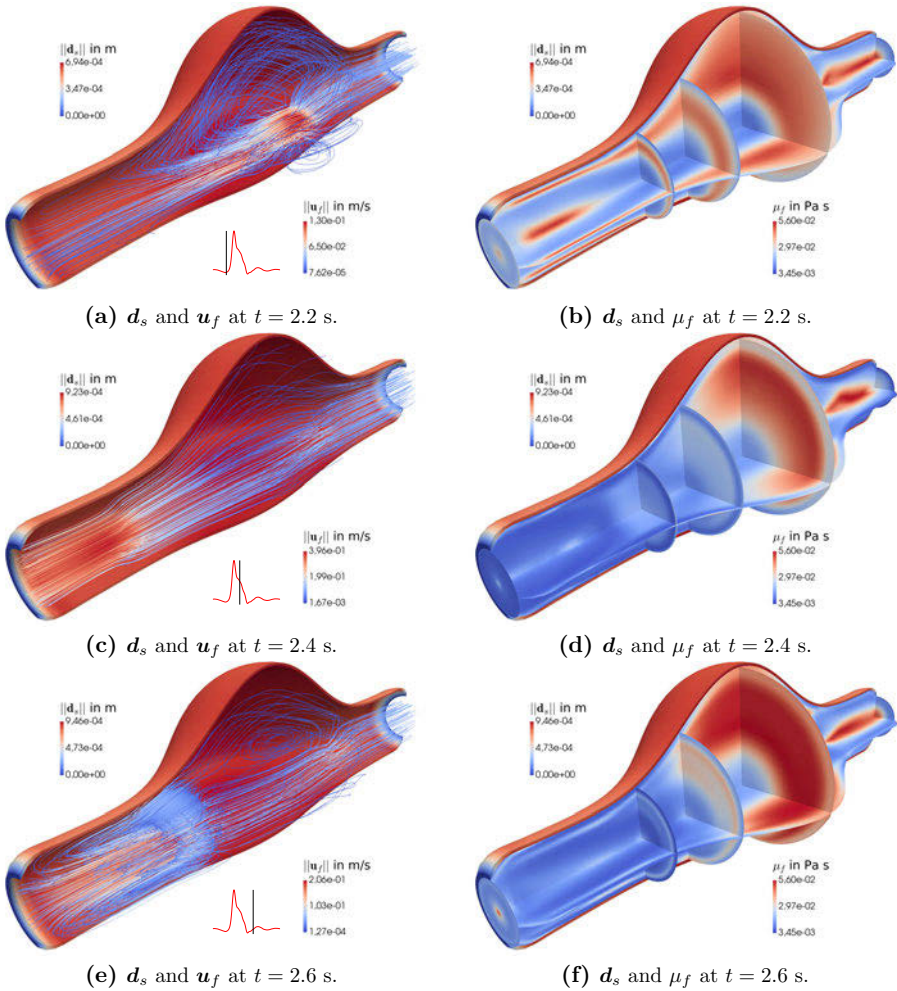 ||d_s|| in m
6,94e-04
3,47e-04
0,00e+00
||u_f|| in m/s
1.30e-01
6.50e-02
7.62e-05
(a) d_s and u_f at t = 2.2 s.
||d_s|| in m
6,94e-04
3,47e-04
0,00e+00
μ_f in Pa s
5,60e-02
2.97e-02
3,45e-03
(b) d_s and μ_f at t = 2.2 s.
||d_s|| in m
9,23e-04
4,61e-04
0,00e+00
||u_f|| in m/s
3.96e-01
1.99e-01
1.67e-03
(c) d_s and u_f at t = 2.4 s.
||d_s|| in m
9,23e-04
4,61e-04
0,00e+00
μ_f in Pa s
5,60e-02
2.97e-02
3,45e-03
(d) d_s and μ_f at t = 2.4 s.
||d_s|| in m
9,46e-04
4,73e-04
0,00e+00
||u_f|| in m/s
2.06e-01
1.03e-01
1.27e-04
(e) d_s and u_f at t = 2.6 s.
||d_s|| in m
9,46e-04
4,73e-04
0,00e+00
μ_f in Pa s
5,60e-02
2.97e-02
3,45e-03
(f) d_s and μ_f at t = 2.6 s.